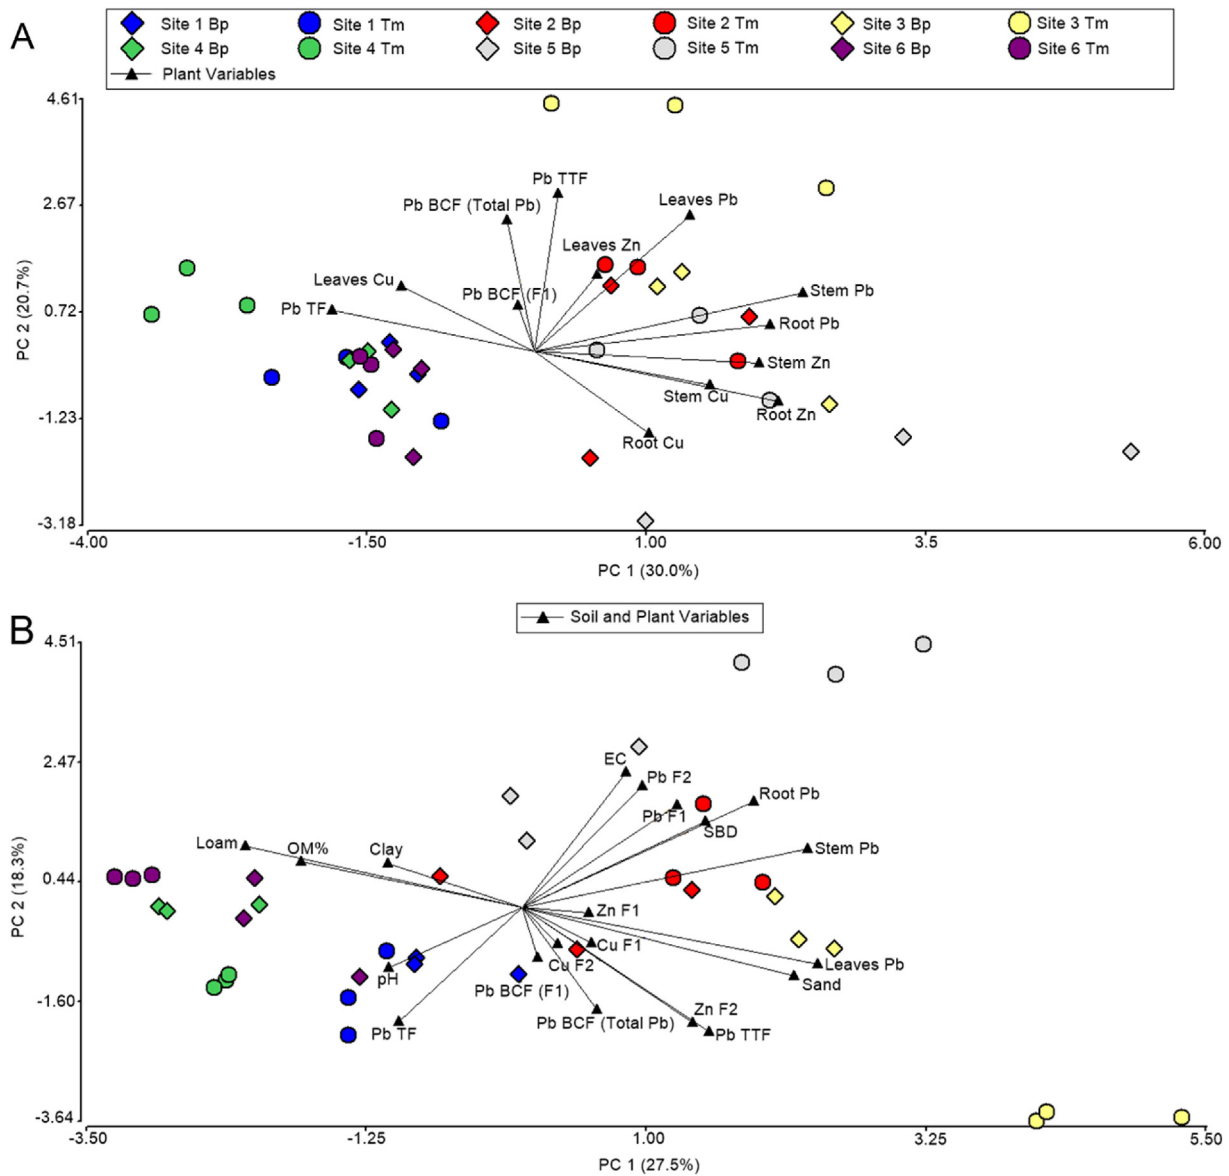 A
Site 1 Bp Site 1 Tm Site 2 Bp Site 2 Tm Site 3 Bp Site 3 Tm
Site 4 Bp Site 4 Tm Site 5 Bp Site 5 Tm Site 6 Bp Site 6 Tm
Plant Variables
4.61
Pb TTF
2.67
Pb BCF (Total Pb)
Leaves Pb
Leaves Zn
Leaves Cu
Pb BCF (F1)
Stem Pb
Pb TF
0.72
Root Pb
PC 2 (20.7%)
Stem Zn
Stem Cu
Root Zn
-1.23
Root Cu
-3.18
-4.00 -1.50 1.00 3.5 6.00
PC 1 (30.0%)
B
Soil and Plant Variables
4.51
EC
2.47
Pb F2
Root Pb
Pb F1
SBD
Loam
OM%
Clay
Stem Pb
0.44
PC 2 (18.3%)
Zn F1
Cu F1
Cu F2
Leaves Pb
pH
Sand
Pb BCF (F1)
-1.60
Zn F2
Pb TF
Pb BCF (Total Pb)
Pb TTF
-3.64
-3.50 -1.25 1.00 3.25 5.50
PC 1 (27.5%)